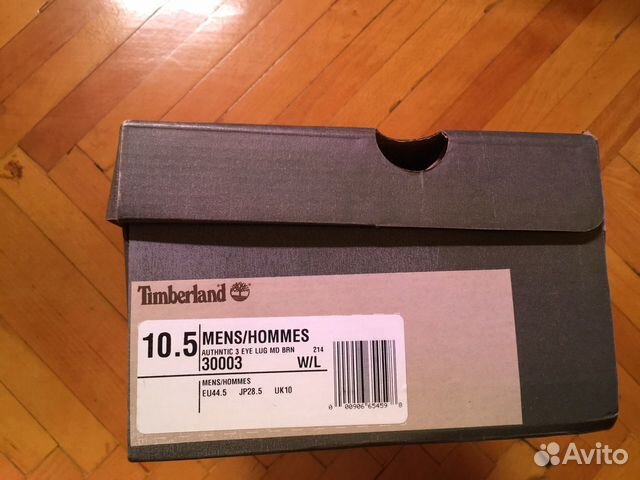 Timberland
10.5 MENS/HOMMES
AUTHNTIC 3 EYE LUG MD BRN 214
30003 W/L
MENS/HOMMES
EU44.5 JP28.5 UK10
0 00906 65459 8
Avito